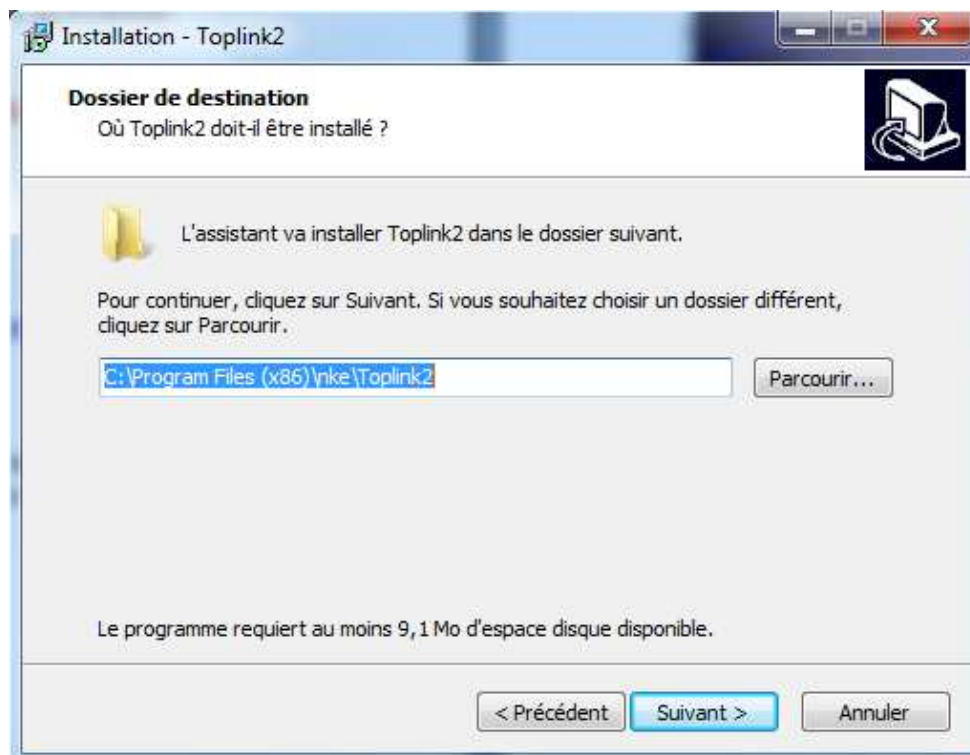 Installation - Toplink2
Dossier de destination
Où Toplink2 doit-il être installé ?
L'assistant va installer Toplink2 dans le dossier suivant.
Pour continuer, cliquez sur Suivant. Si vous souhaitez choisir un dossier différent,
cliquez sur Parcourir.
C:\Program Files (x86)\nke\Toplink2
Parcourir...
Le programme requiert au moins 9,1 Mo d'espace disque disponible.
< Précédent
Suivant >
Annuler